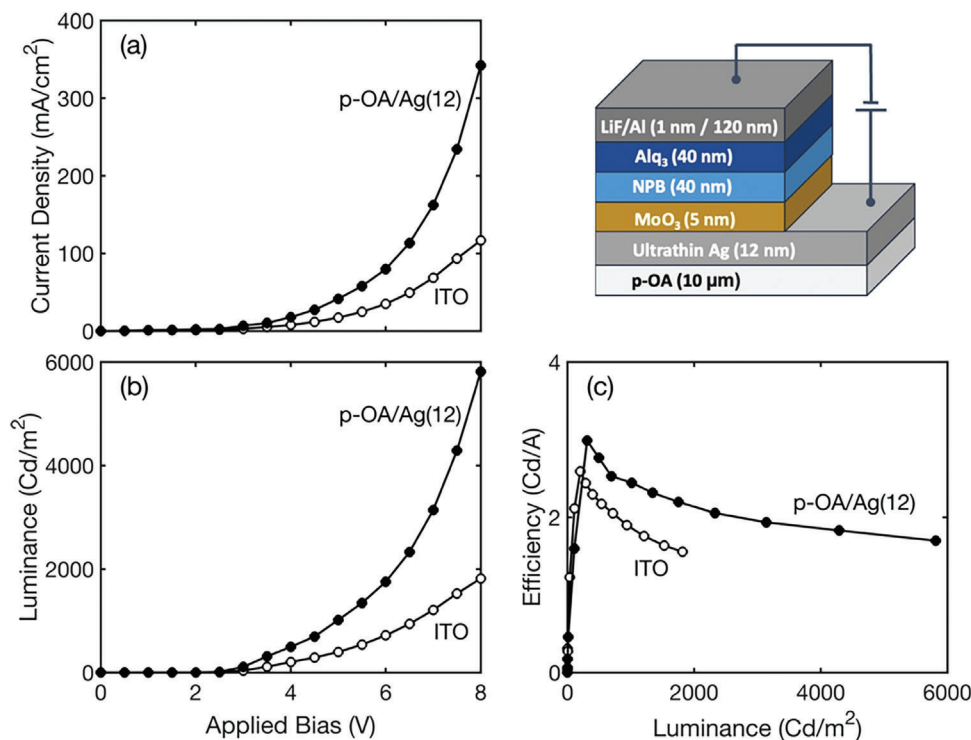 (a)
Current Density (mA/cm²)
400
300
200
100
0
p-OA/Ag(12)
ITO
LiF/Al (1 nm / 120 nm)
Alq₃ (40 nm)
NPB (40 nm)
MoO₃ (5 nm)
Ultrathin Ag (12 nm)
p-OA (10 µm)
(b)
Luminance (Cd/m²)
6000
4000
2000
0
p-OA/Ag(12)
ITO
0 2 4 6 8
Applied Bias (V)
(c)
Efficiency (Cd/A)
4
2
0
p-OA/Ag(12)
ITO
0 2000 4000 6000
Luminance (Cd/m²)